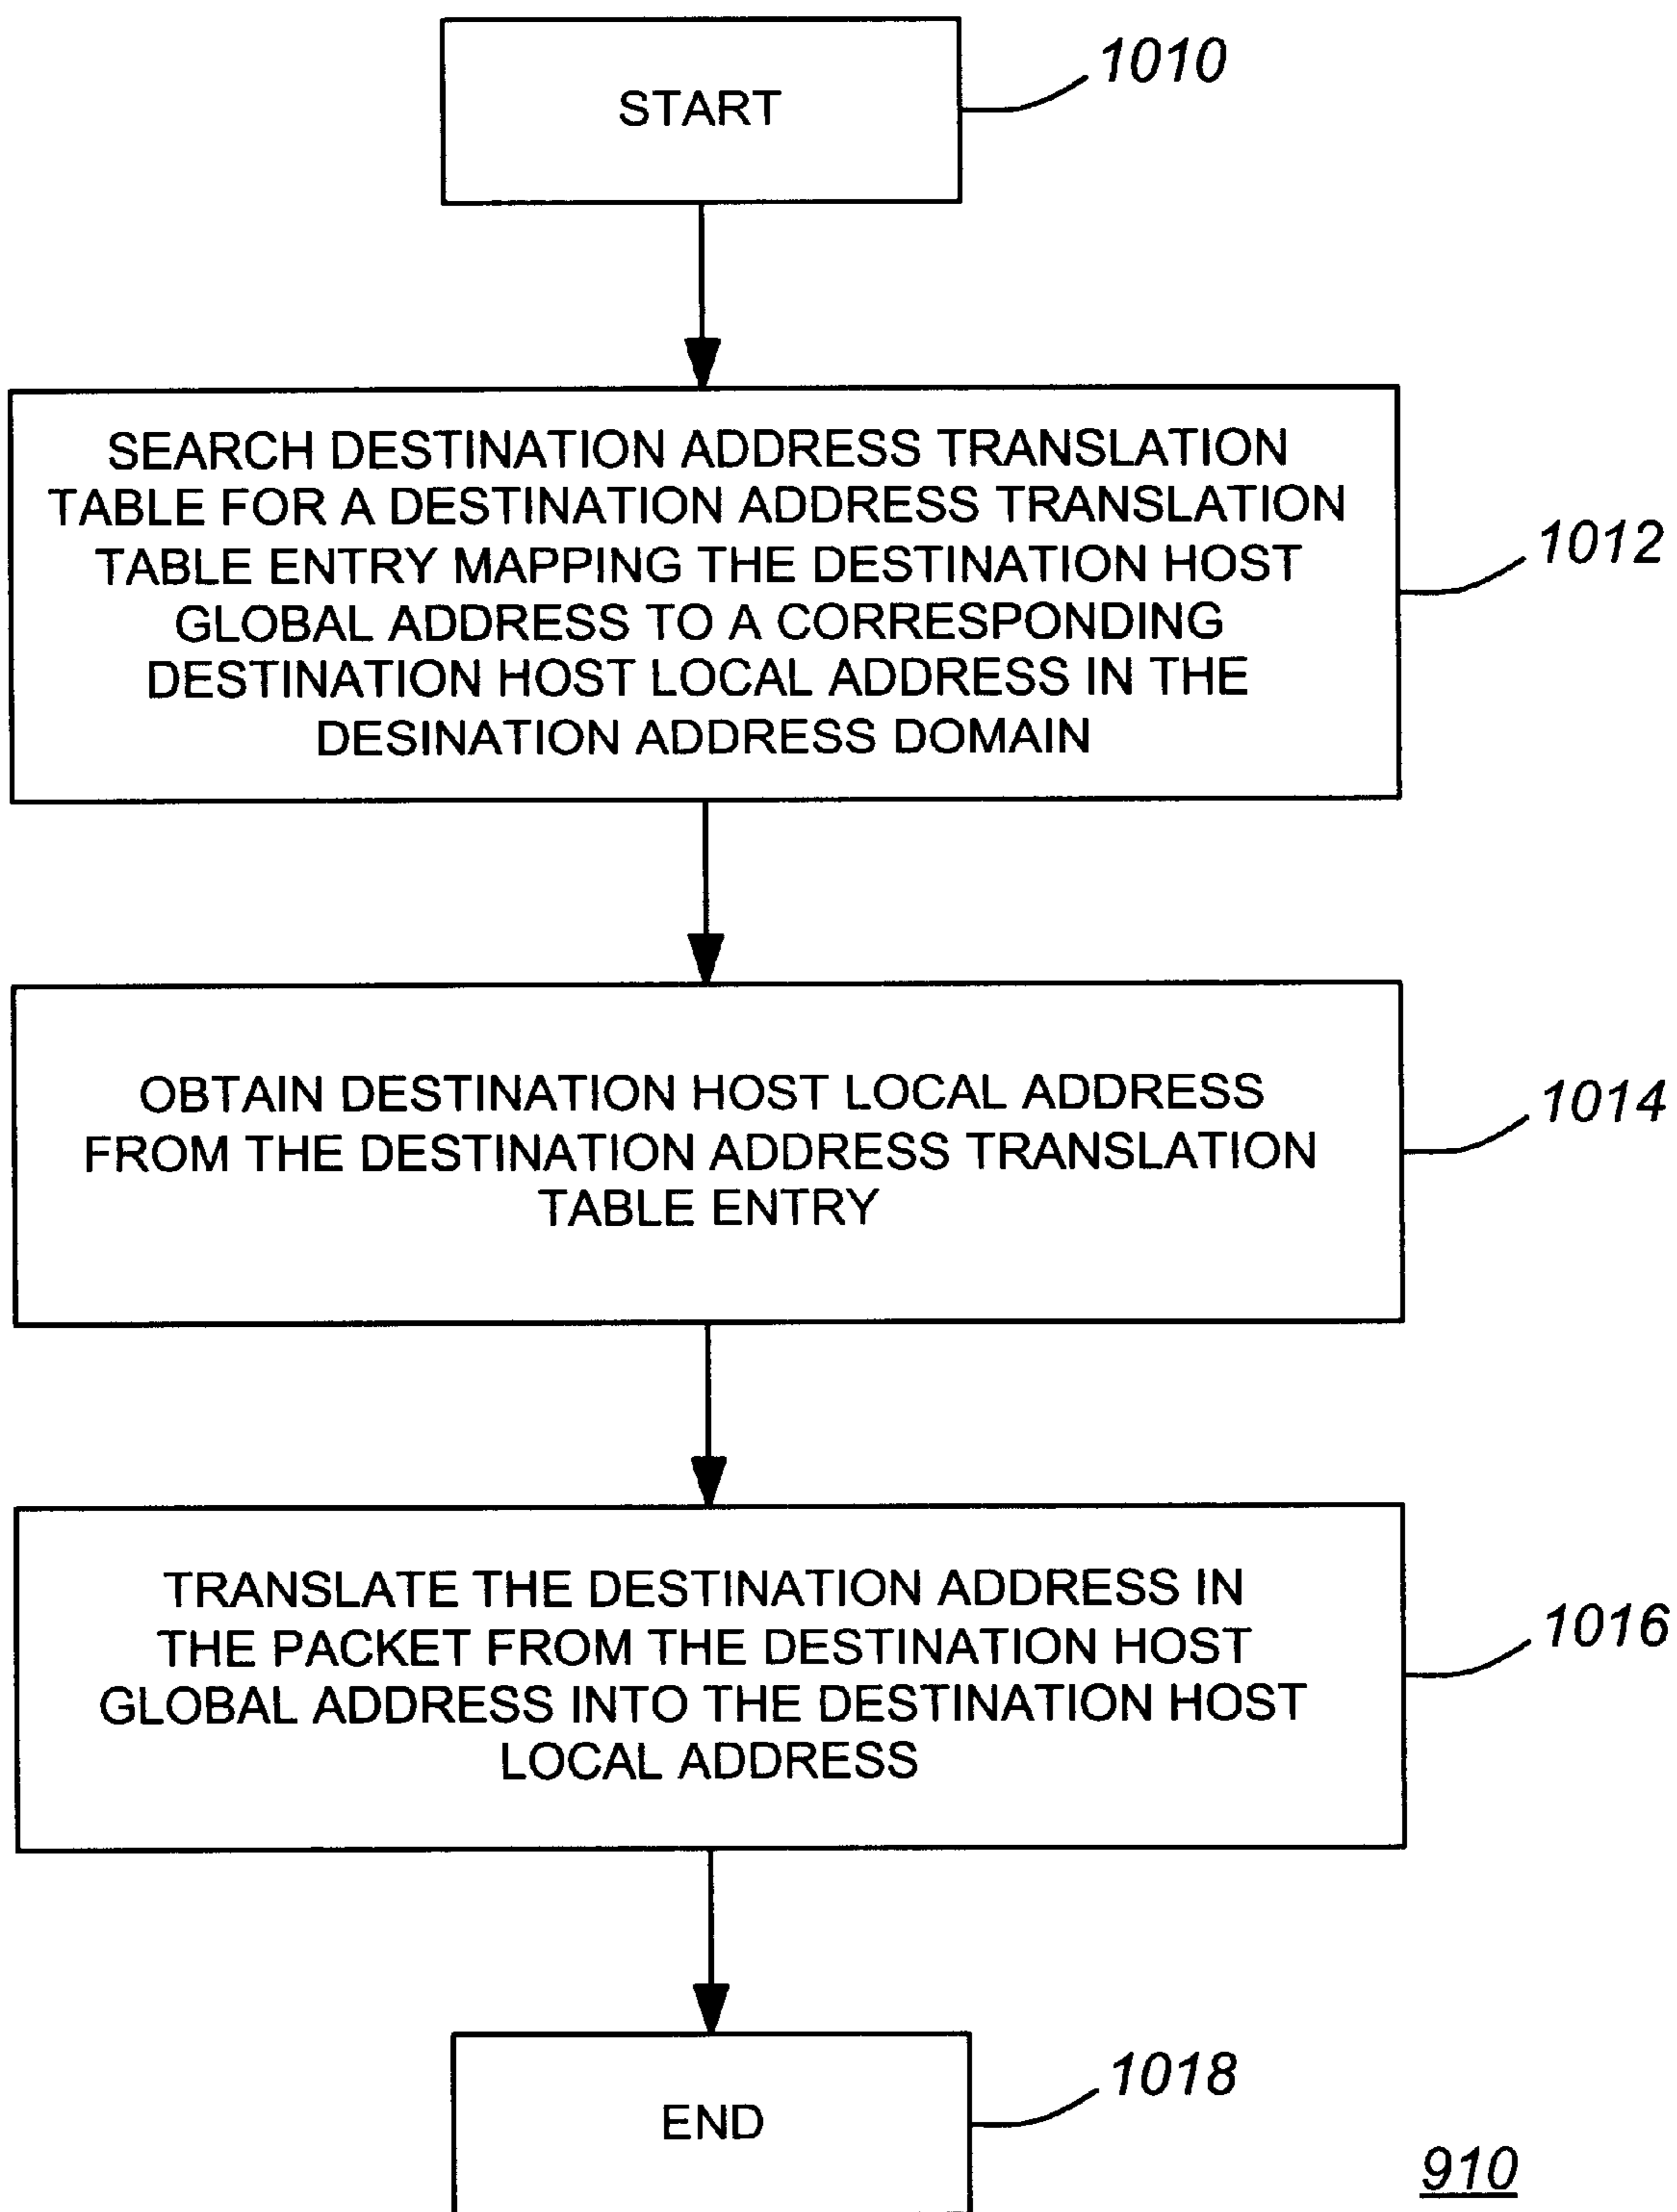 START
1010
SEARCH DESTINATION ADDRESS TRANSLATION
TABLE FOR A DESTINATION ADDRESS TRANSLATION
TABLE ENTRY MAPPING THE DESTINATION HOST
GLOBAL ADDRESS TO A CORRESPONDING
DESTINATION HOST LOCAL ADDRESS IN THE
DESINATION ADDRESS DOMAIN
1012
OBTAIN DESTINATION HOST LOCAL ADDRESS
FROM THE DESTINATION ADDRESS TRANSLATION
TABLE ENTRY
1014
TRANSLATE THE DESTINATION ADDRESS IN
THE PACKET FROM THE DESTINATION HOST
GLOBAL ADDRESS INTO THE DESTINATION HOST
LOCAL ADDRESS
1016
END
1018
910